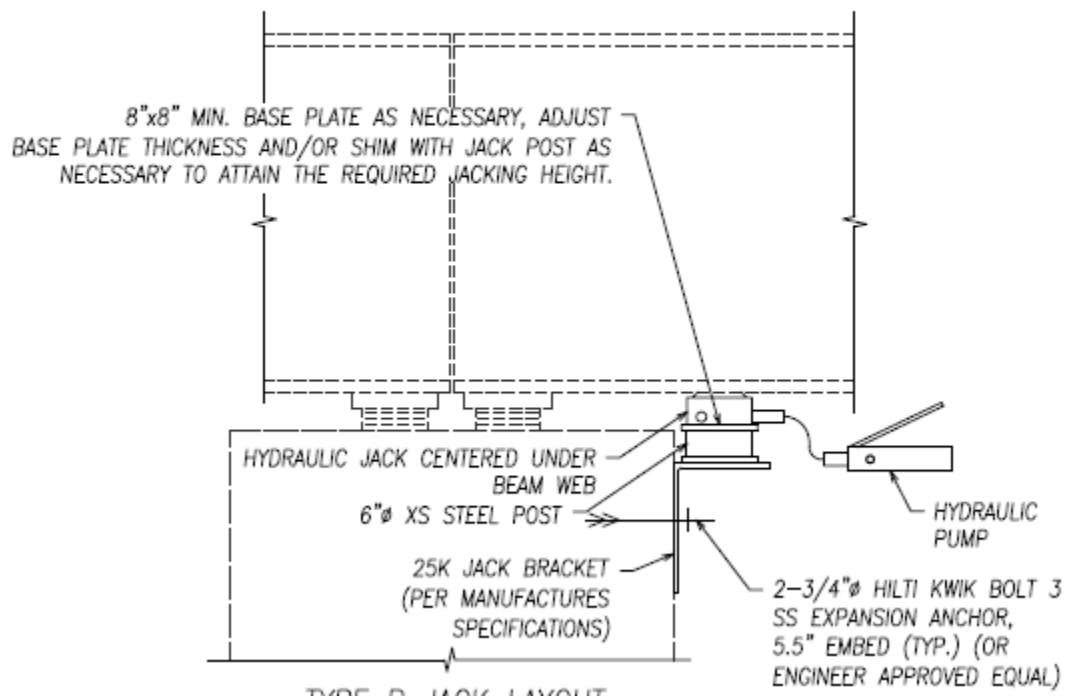 8"x8" MIN. BASE PLATE AS NECESSARY, ADJUST
BASE PLATE THICKNESS AND/OR SHIM WITH JACK POST AS
NECESSARY TO ATTAIN THE REQUIRED JACKING HEIGHT.
HYDRAULIC JACK CENTERED UNDER
BEAM WEB
6"ø XS STEEL POST
25K JACK BRACKET
(PER MANUFACTURES
SPECIFICATIONS)
HYDRAULIC
PUMP
2-3/4"ø HILTI KWIK BOLT 3
SS EXPANSION ANCHOR,
5.5" EMBED (TYP.) (OR
ENGINEER APPROVED EQUAL)
JACK LAYOUT